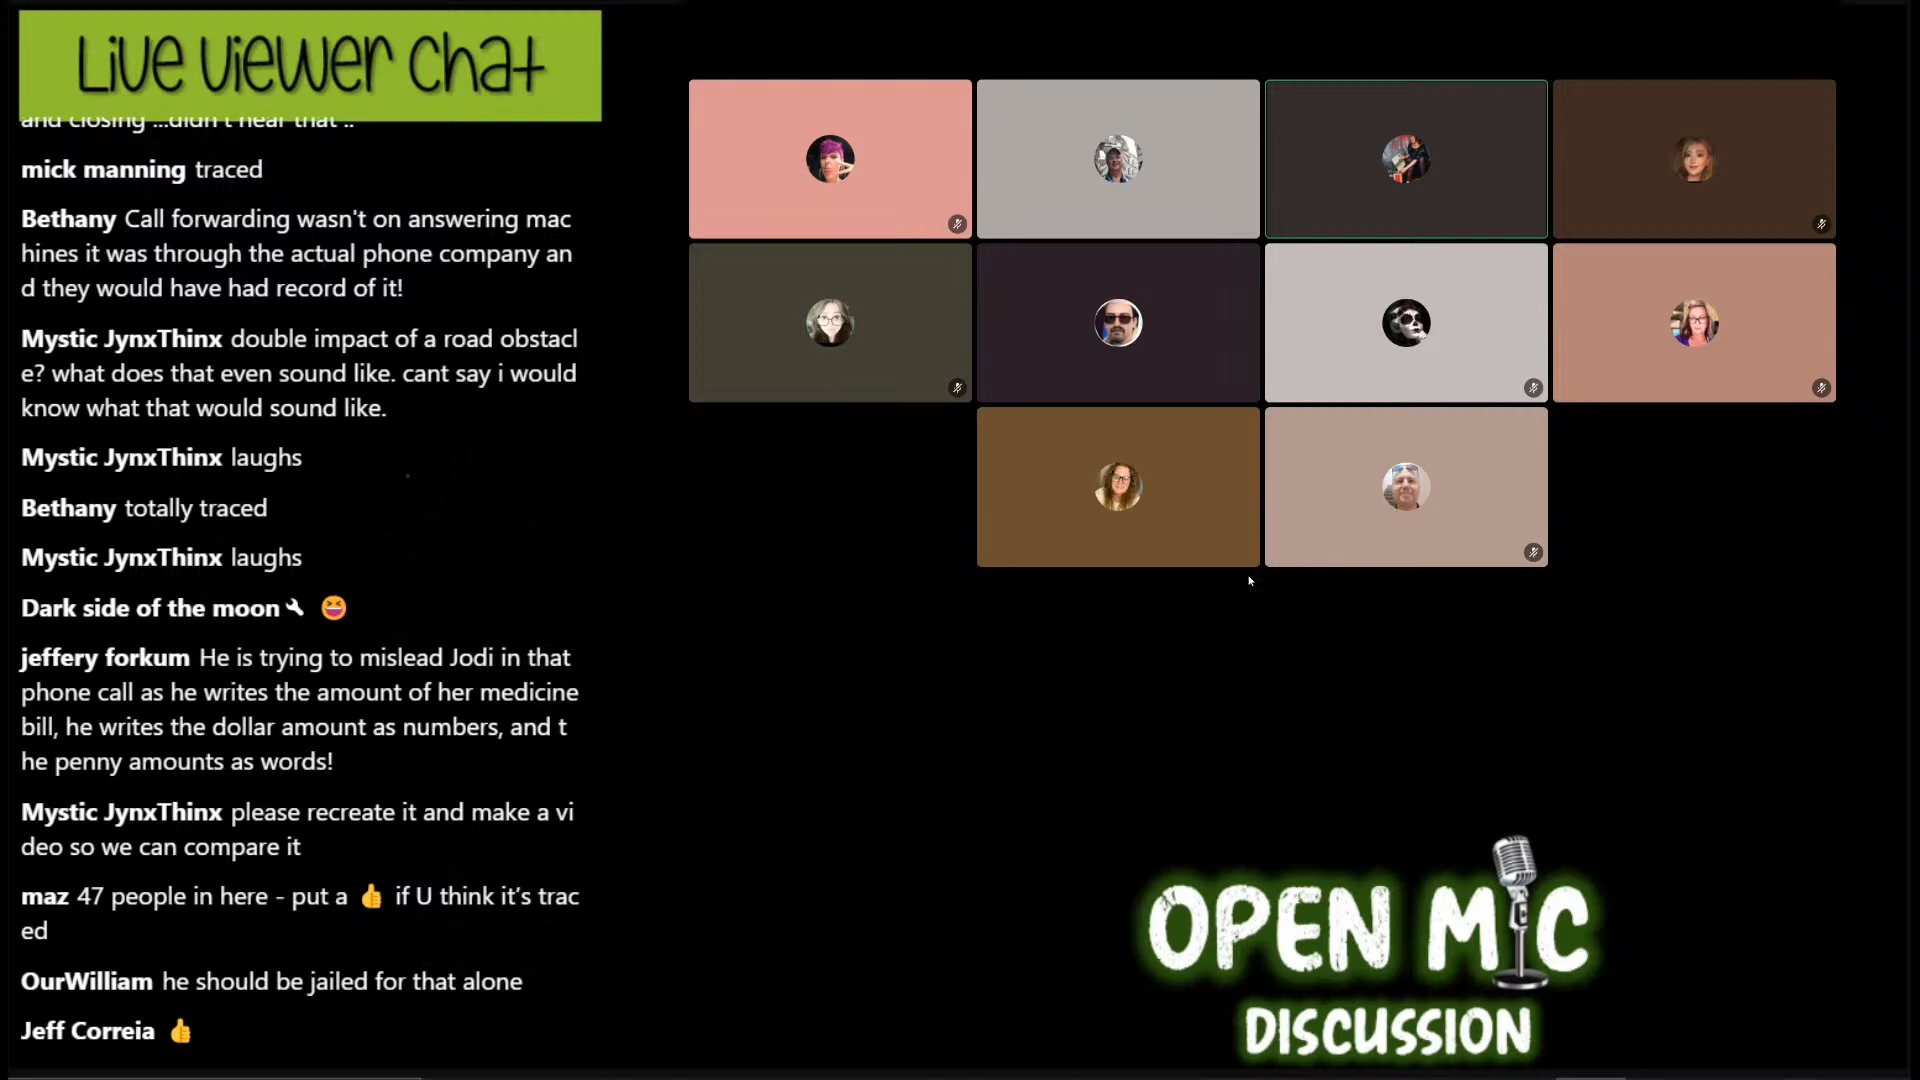 Live Viewer Chat
and closing ...didn't hear that ..
mick manning traced
Bethany Call forwarding wasn't on answering mac
hines it was through the actual phone company an
d they would have had record of it!
Mystic JynxThinx double impact of a road obstacl
e? what does that even sound like. cant say i would
know what that would sound like.
Mystic JynxThinx laughs
Bethany totally traced
Mystic JynxThinx laughs
Dark side of the moon 😆
jeffery forkum He is trying to mislead Jodi in that
phone call as he writes the amount of her medicine
bill, he writes the dollar amount as numbers, and t
he penny amounts as words!
Mystic JynxThinx please recreate it and make a vi
deo so we can compare it
maz 47 people in here - put a 👍 if U think it’s trac
ed
OurWilliam he should be jailed for that alone
Jeff Correia 👍
OPEN MIC
DISCUSSION